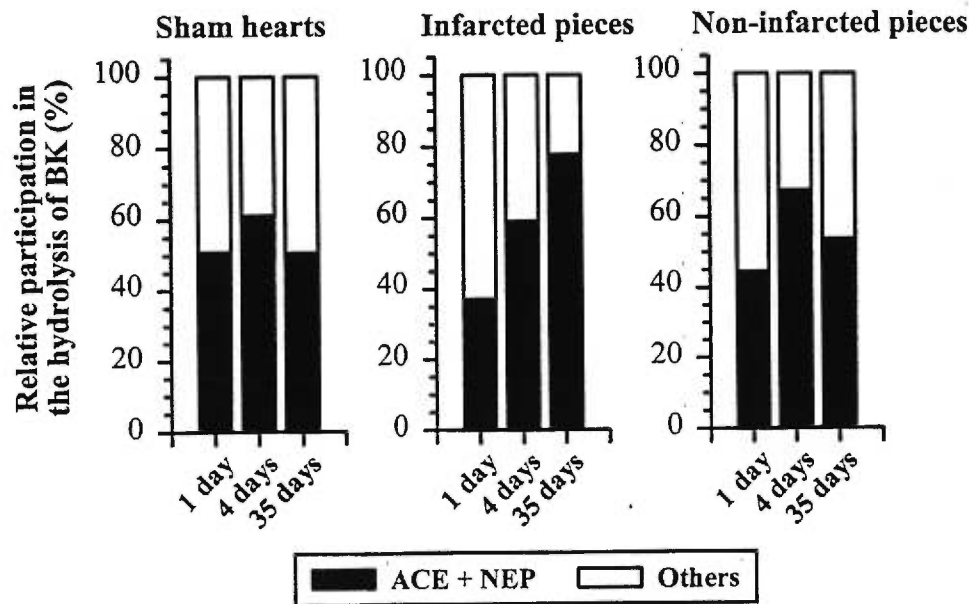 Sham hearts
Infarcted pieces
Non-infarcted pieces
Relative participation in
the hydrolysis of BK (%)
100
80
60
40
20
0
100
80
60
40
20
0
100
80
60
40
20
0
1 day
4 days
35 days
1 day
4 days
35 days
1 day
4 days
35 days
ACE + NEP
Others